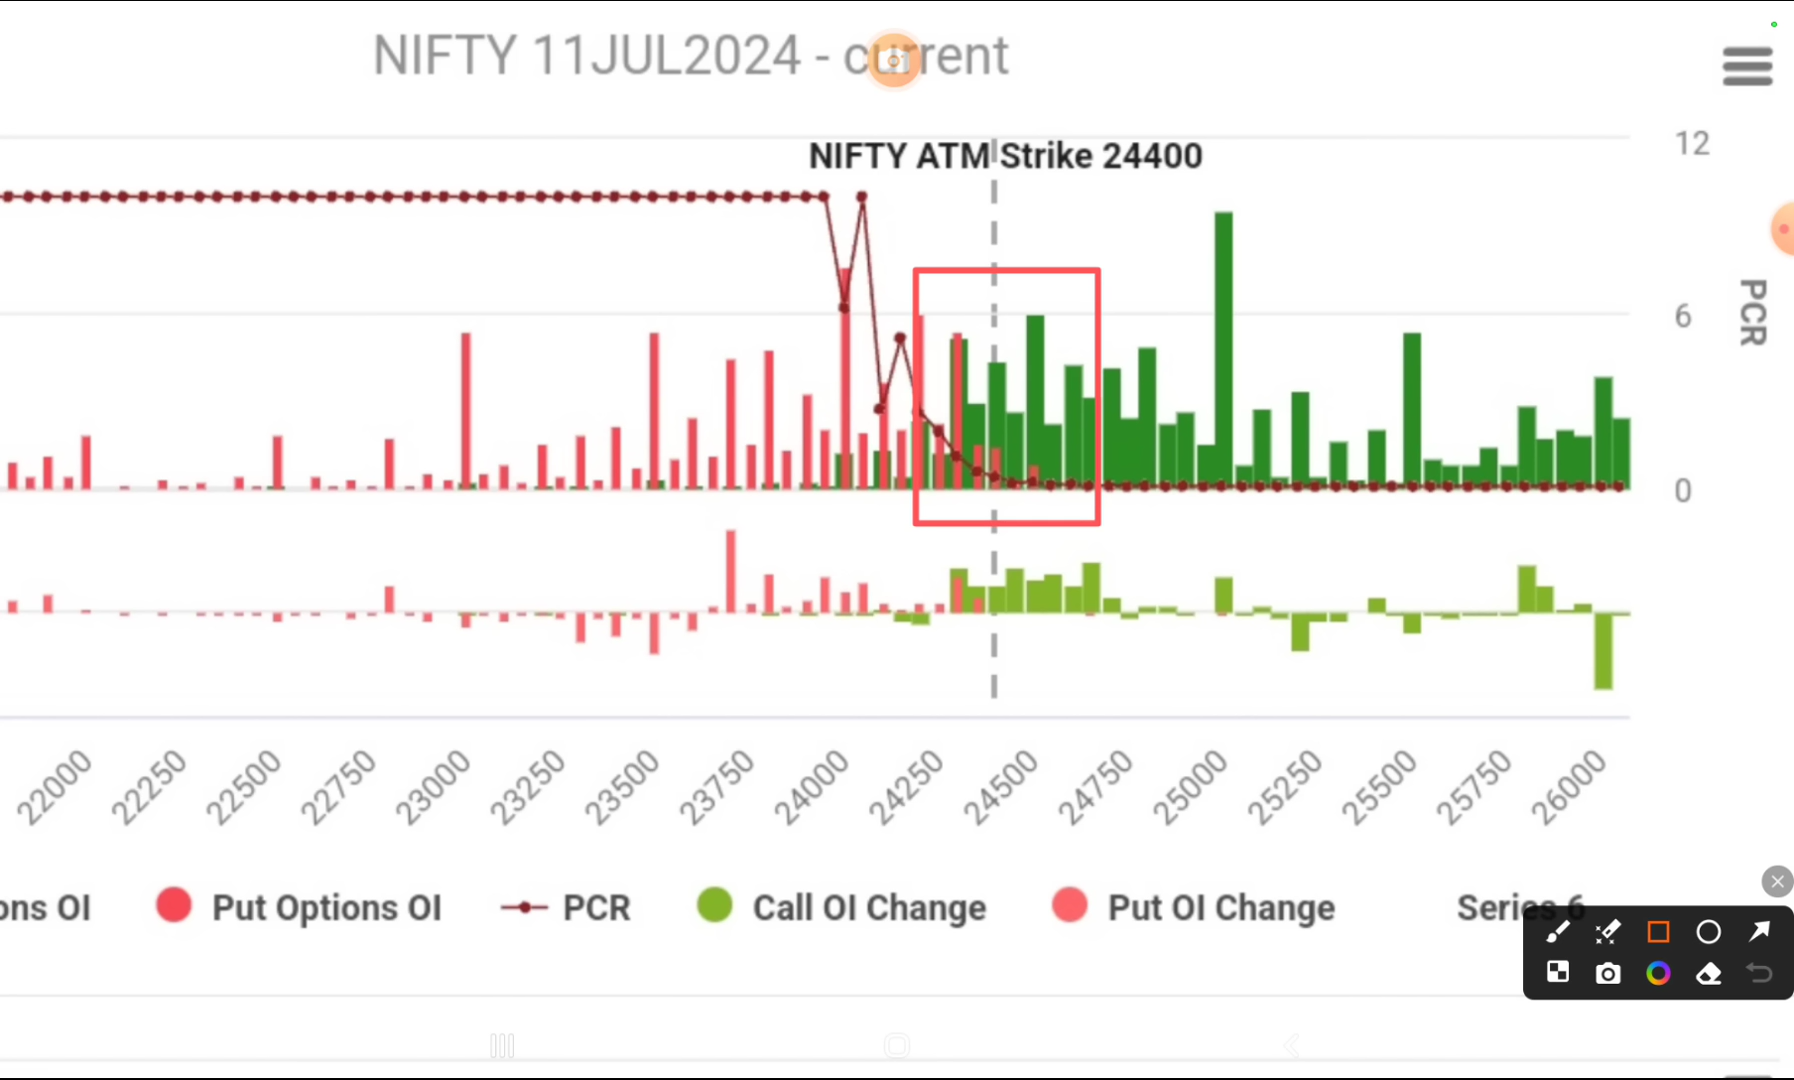 NIFTY 11JUL2024 - current
NIFTY ATM Strike 24400
12
6
0
PCR
22000
22250
22500
22750
23000
23250
23500
23750
24000
24250
24500
24750
25000
25250
25500
25750
26000
ons OI
Put Options OI
PCR
Call OI Change
Put OI Change
Series 6